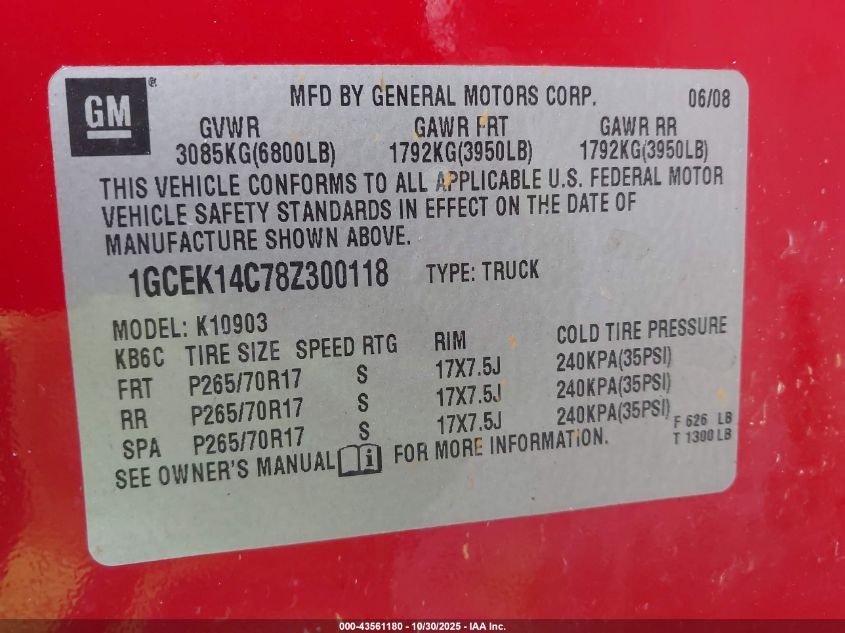 GM ®
MFD BY GENERAL MOTORS CORP. 06/08
GVWR GAWR FRT GAWR RR
3085KG(6800LB) 1792KG(3950LB) 1792KG(3950LB)
THIS VEHICLE CONFORMS TO ALL APPLICABLE U.S. FEDERAL MOTOR
VEHICLE SAFETY STANDARDS IN EFFECT ON THE DATE OF
MANUFACTURE SHOWN ABOVE.
1GCEK14C78Z300118 TYPE: TRUCK
MODEL: K10903
KB6C TIRE SIZE SPEED RTG RIM COLD TIRE PRESSURE
FRT P265/70R17 S 17X7.5J 240KPA(35PSI)
RR P265/70R17 S 17X7.5J 240KPA(35PSI)
SPA P265/70R17 S 17X7.5J 240KPA(35PSI) F 626 LB
SEE OWNER'S MANUAL i FOR MORE INFORMATION. T 1300LB
000-43561180 - 10/30/2025 - IAA Inc.